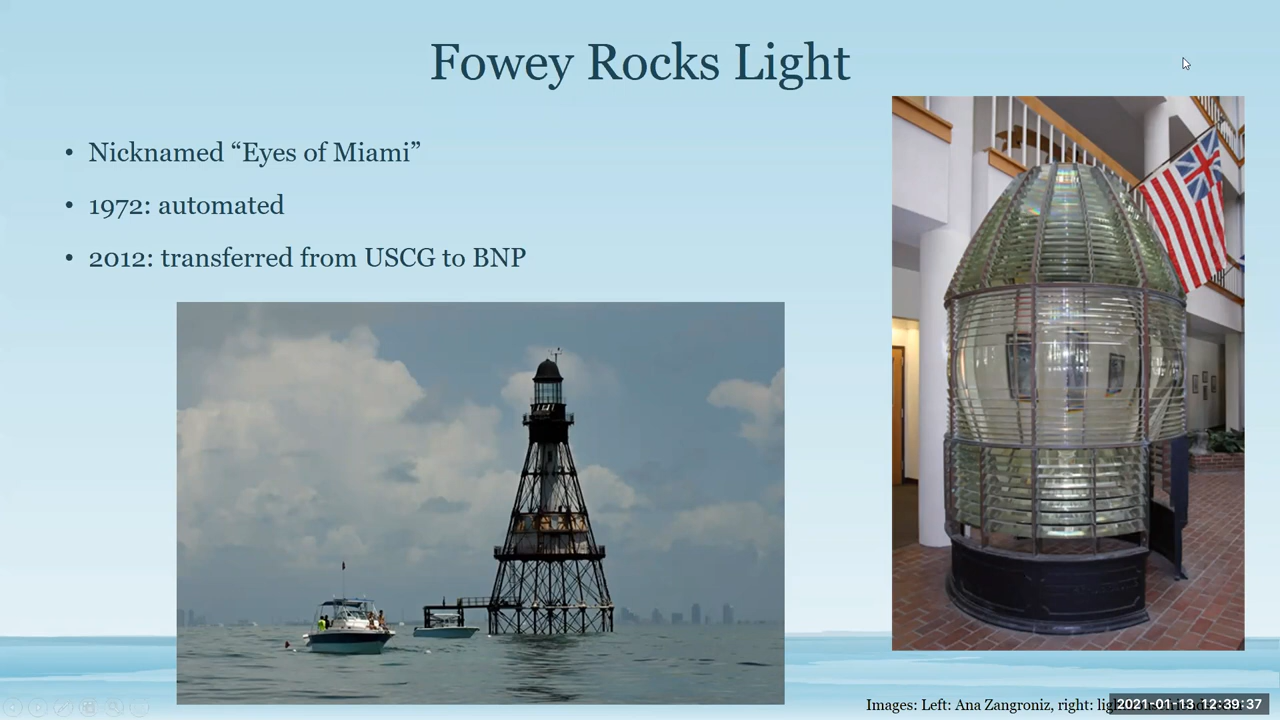 Fowey Rocks Light
• Nicknamed “Eyes of Miami”
• 1972: automated
• 2012: transferred from USCG to BNP
Images: Left: Ana Zangroniz, right:
2021-01-13 12:39:37